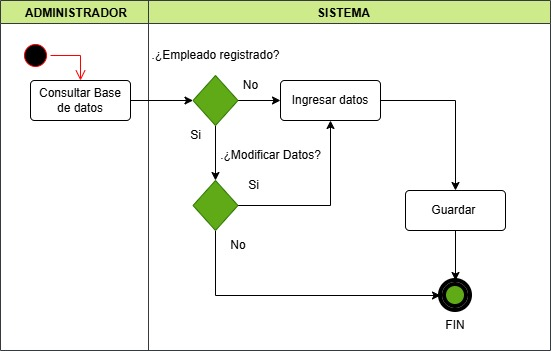 ADMINISTRADOR
SISTEMA
.¿Empleado registrado?
Consultar Base
de datos
No
Ingresar datos
Si
.¿Modificar Datos?
Si
Guardar
No
FIN